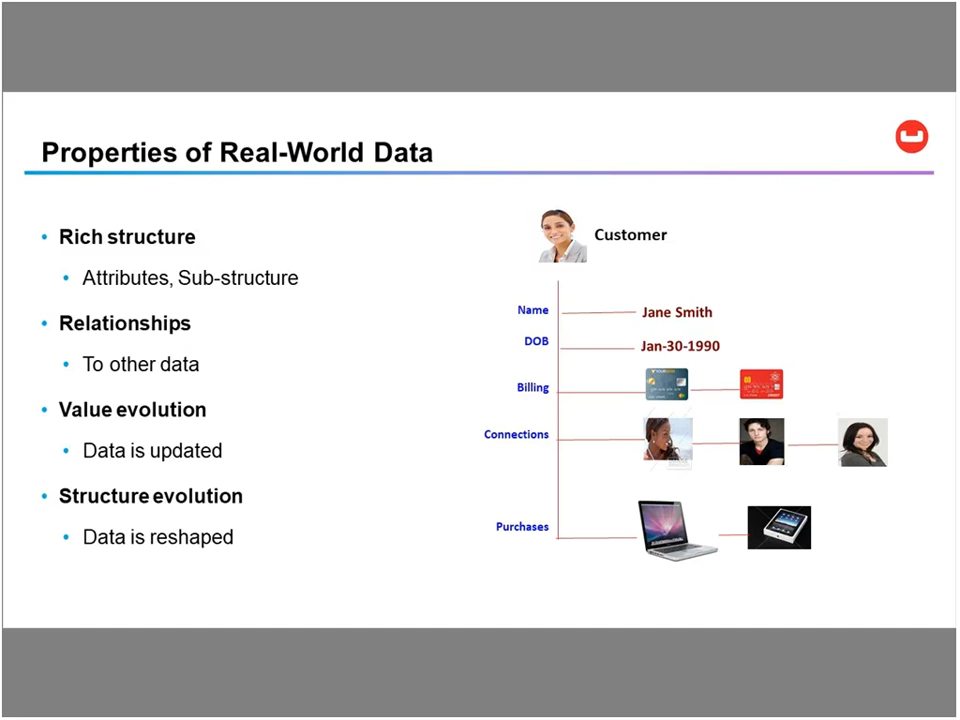 Properties of Real-World Data
• Rich structure
• Attributes, Sub-structure
• Relationships
• To other data
• Value evolution
• Data is updated
• Structure evolution
• Data is reshaped
Customer
Name
Jane Smith
DOB
Jan-30-1990
Billing
Connections
Purchases